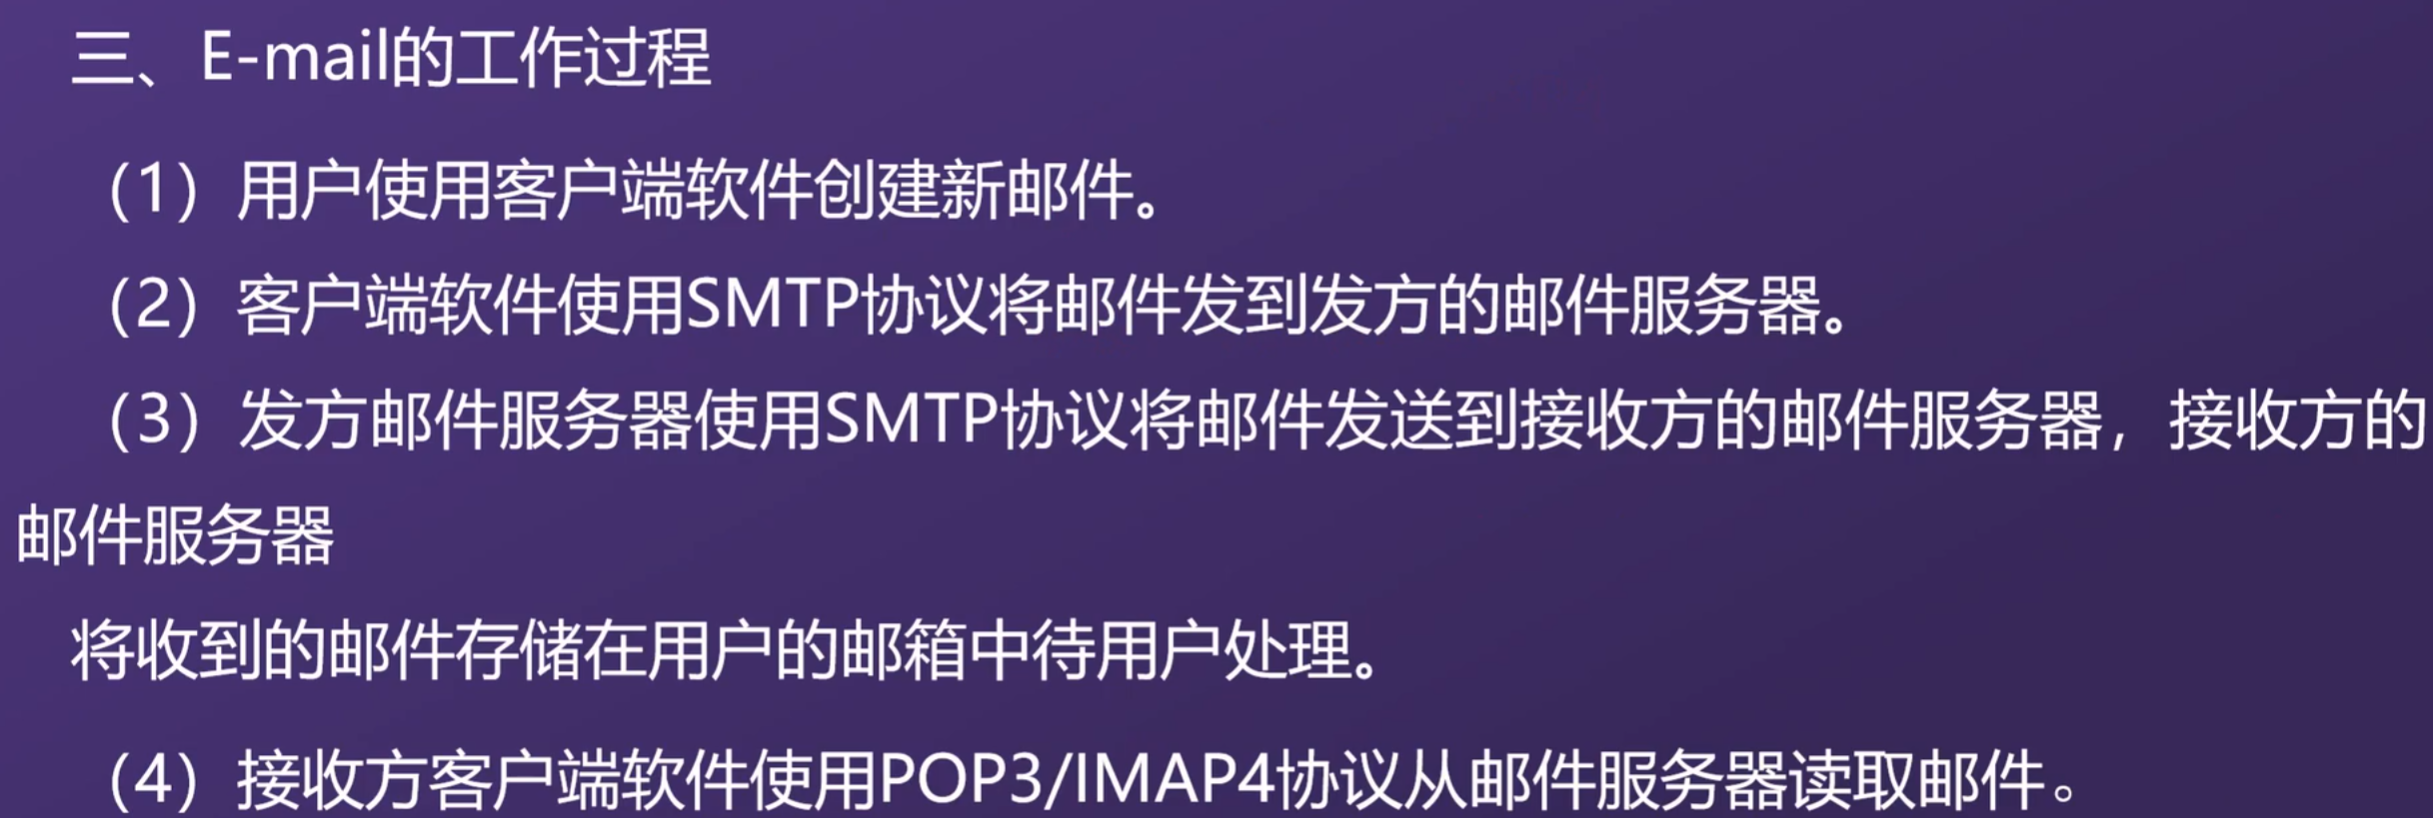 三、E-mail的工作过程
（1）用户使用客户端软件创建新邮件。
（2）客户端软件使用SMTP协议将邮件发到发方的邮件服务器。
（3）发方邮件服务器使用SMTP协议将邮件发送到接收方的邮件服务器，接收方的
邮件服务器
将收到的邮件存储在用户的邮箱中待用户处理。
（4）接收方客户端软件使用POP3/IMAP4协议从邮件服务器读取邮件。